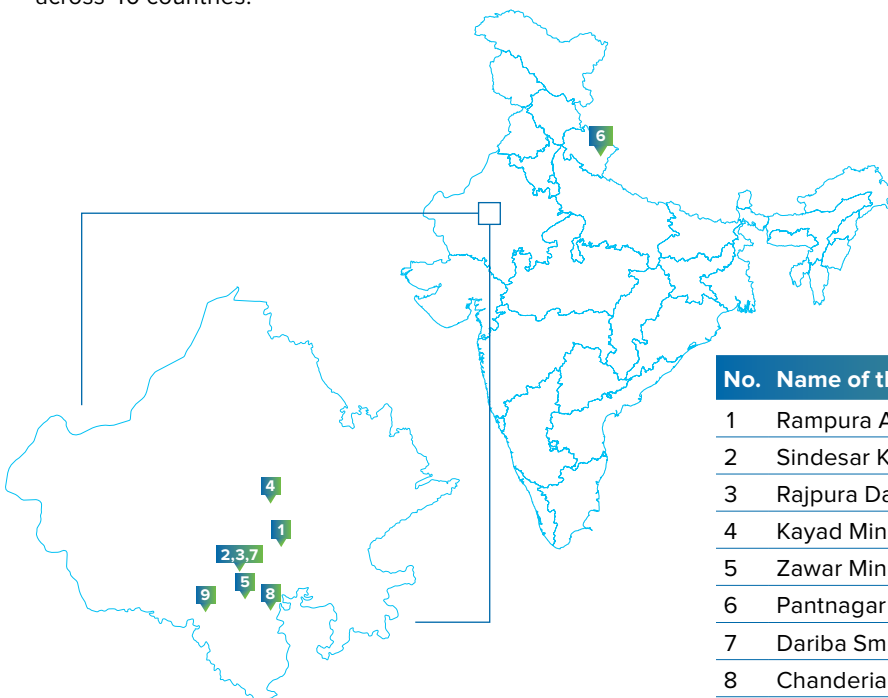 across 40 countries.
6
4
1
2,3,7
5
8
9
No. Name of th
1 Rampura A
2 Sindesar K
3 Rajpura Da
4 Kayad Min
5 Zawar Min
6 Pantnagar
7 Dariba Sm
8 Chanderia